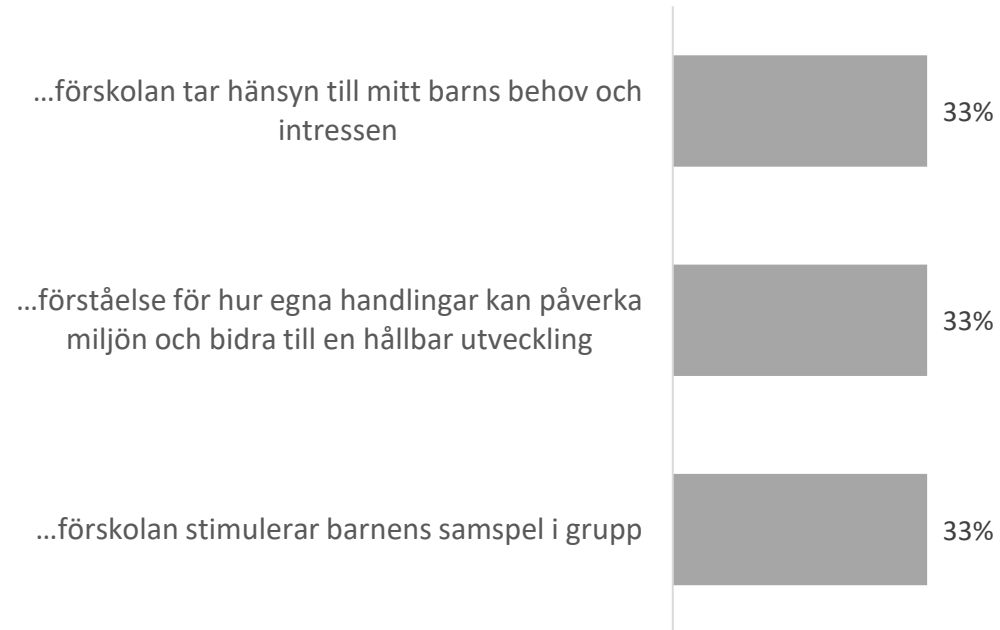 ...förskolan tar hänsyn till mitt barns behov och
intressen
33%
...förståelse för hur egna handlingar kan påverka
miljön och bidra till en hållbar utveckling
33%
...förskolan stimulerar barnens samspel i grupp
33%